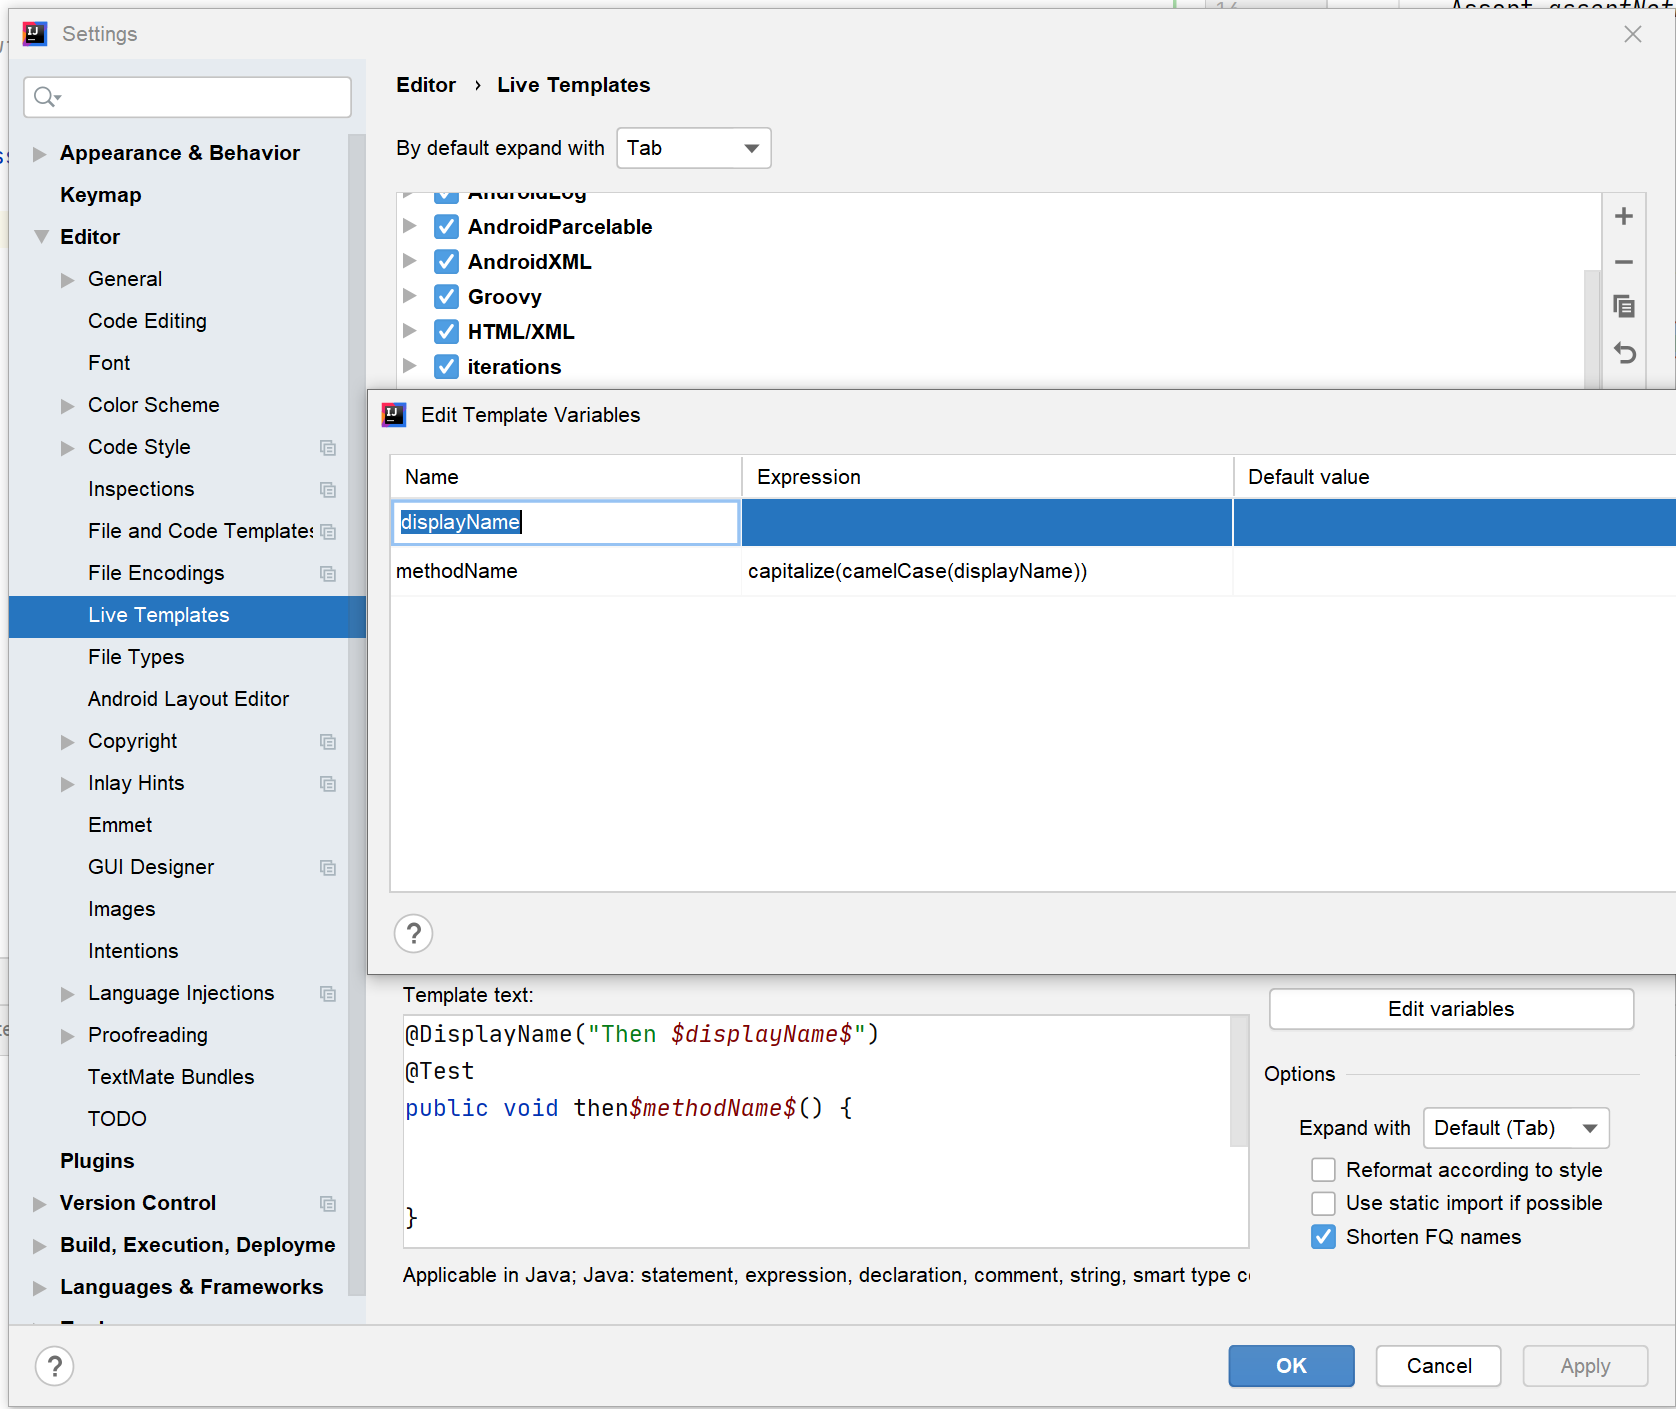 Settings
Appearance & Behavior
Keymap
Editor
General
Code Editing
Font
Color Scheme
Code Style
Inspections
File and Code Templates
File Encodings
Live Templates
File Types
Android Layout Editor
Copyright
Inlay Hints
Emmet
GUI Designer
Images
Intentions
Language Injections
Proofreading
TextMate Bundles
TODO
Plugins
Version Control
Build, Execution, Deployme
Languages & Frameworks
Editor › Live Templates
By default expand with Tab
AndroidLog
AndroidParcelable
AndroidXML
Groovy
HTML/XML
iterations
Edit Template Variables
Name Expression Default value
displayName
methodName capitalize(camelCase(displayName))
?
Template text:
@DisplayName("Then $displayName$")
@Test
public void then$methodName$() {
}
Applicable in Java; Java: statement, expression, declaration, comment, string, smart type
Edit variables
Options
Expand with Default (Tab)
Reformat according to style
Use static import if possible
Shorten FQ names
?
OK Cancel Apply